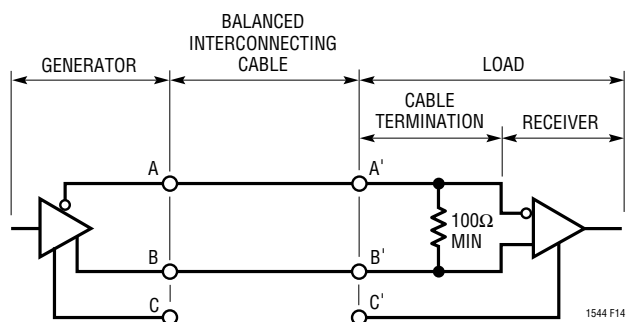 BALANCED
INTERCONNECTING
CABLE
GENERATOR
LOAD
CABLE
TERMINATION
RECEIVER
A
A'
100Ω
MIN
B
B'
C
C'
1544 F14